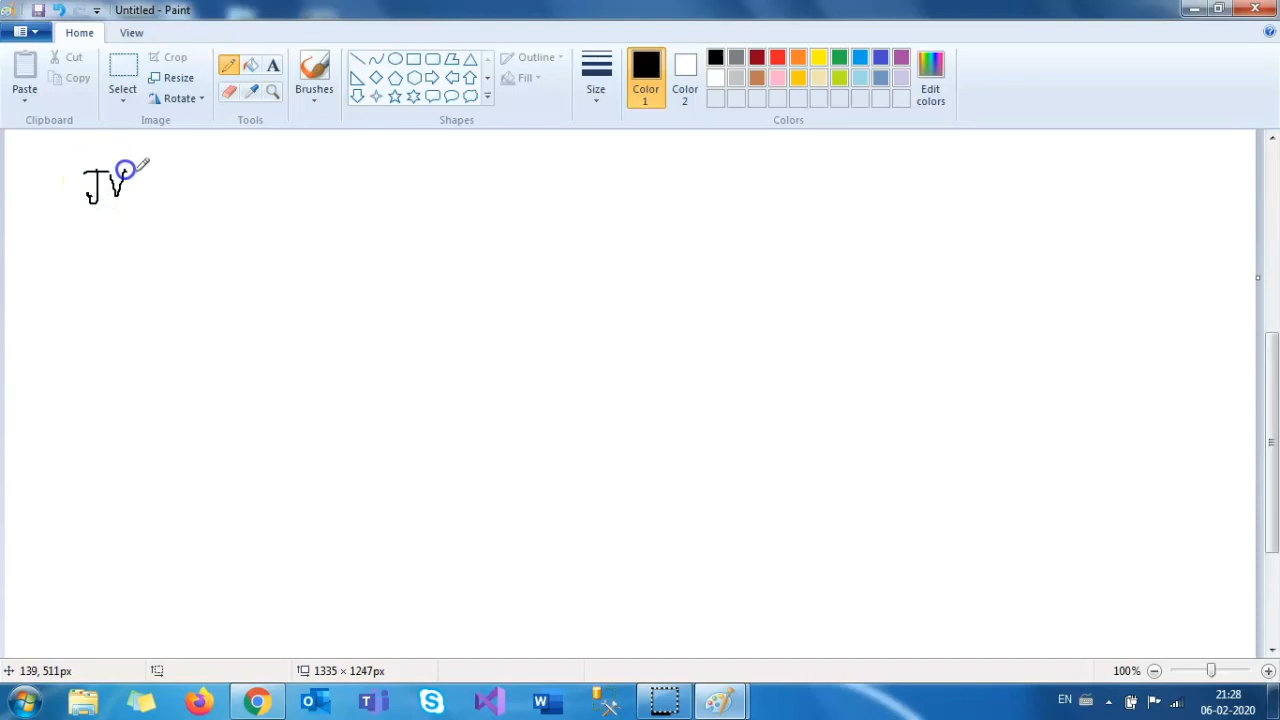 Untitled - Paint
Home
View
Paste
Cut
Copy
Clipboard
Select
Crop
Resize
Rotate
Image
Tools
Brushes
Shapes
Outline
Fill
Size
Color 1
Color 2
Edit colors
Colors
JV
139, 511px
1335 × 1247px
100%
EN
21:28
06-02-2020